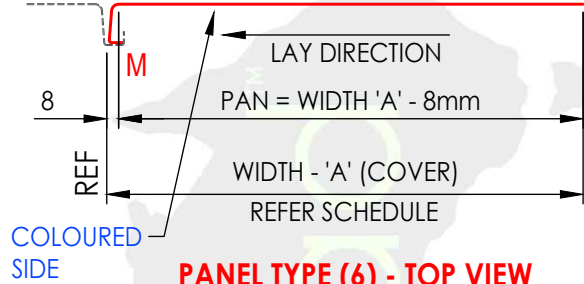 M
LAY DIRECTION
8
PAN = WIDTH 'A' - 8mm
REF
WIDTH - 'A' (COVER)
REFER SCHEDULE
COLOURED
SIDE
PANEL TYPE (6) - TOP VIEW